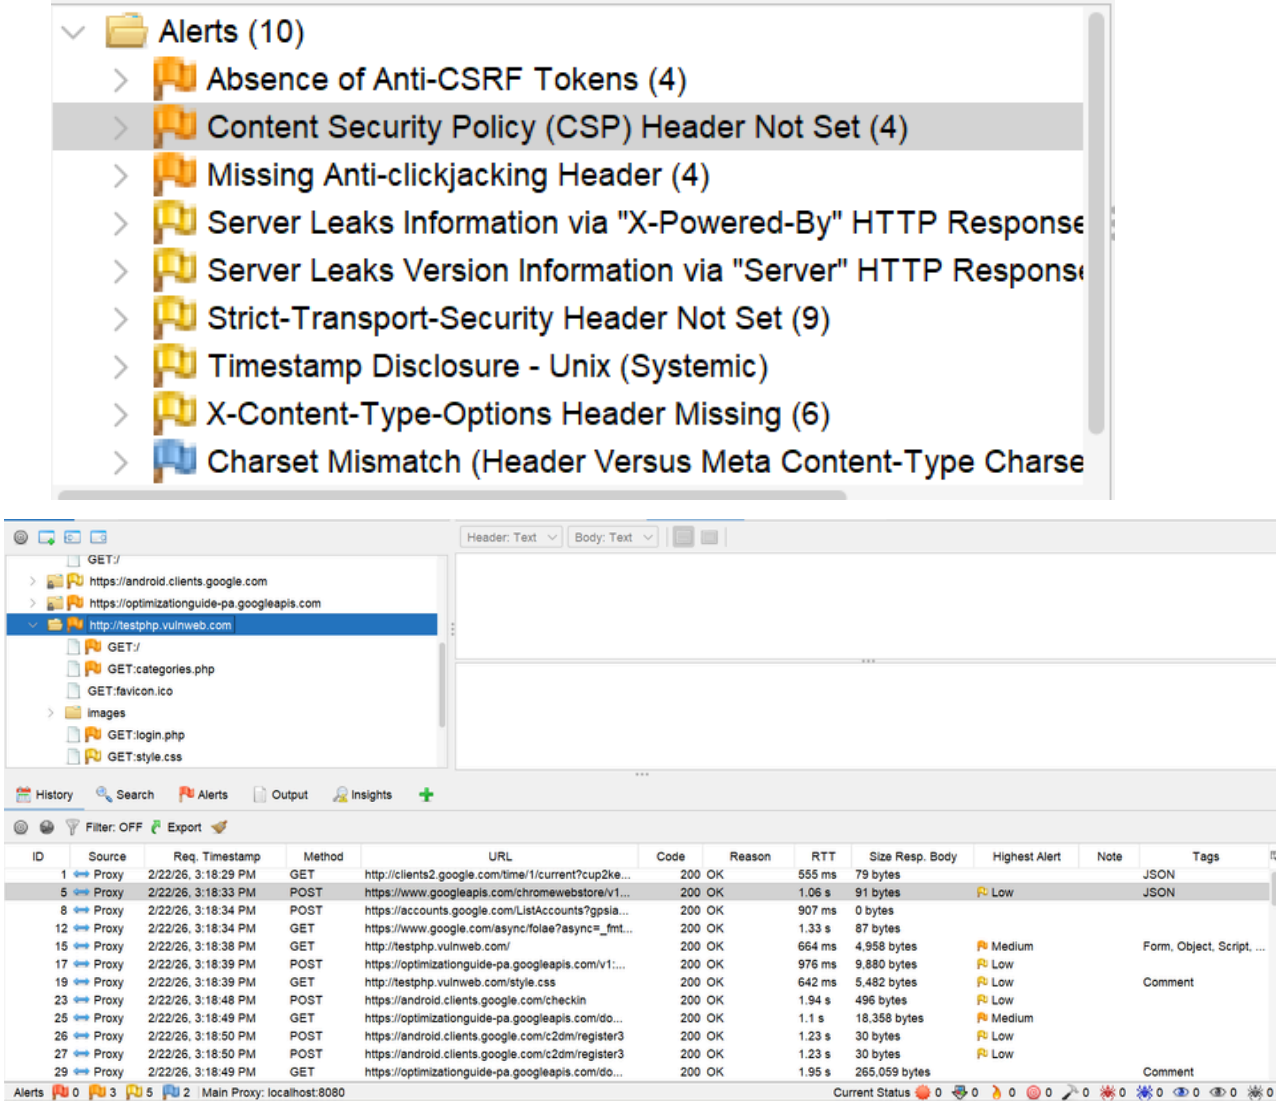 Alerts (10)
Absence of Anti-CSRF Tokens (4)
Content Security Policy (CSP) Header Not Set (4)
Missing Anti-clickjacking Header (4)
Server Leaks Information via "X-Powered-By" HTTP Response
Server Leaks Version Information via "Server" HTTP Response
Strict-Transport-Security Header Not Set (9)
Timestamp Disclosure - Unix (Systemic)
X-Content-Type-Options Header Missing (6)
Charset Mismatch (Header Versus Meta Content-Type Charse
Header: Text Body: Text
GET:/
https://android.clients.google.com
https://optimizationguide-pa.googleapis.com
http://testphp.vulnweb.com
GET:/
GET:categories.php
GET:favicon.ico
images
GET:login.php
GET:style.css
History Search Alerts Output Insights
Filter: OFF Export
ID Source Req. Timestamp Method URL Code Reason RTT Size Resp. Body Highest Alert Note Tags
1 Proxy 2/22/26, 3:18:29 PM GET http://clients2.google.com/time/1/current?cup2ke... 200 OK 555 ms 79 bytes JSON
5 Proxy 2/22/26, 3:18:33 PM POST https://www.googleapis.com/chromewebstore/v1... 200 OK 1.06 s 91 bytes Low JSON
8 Proxy 2/22/26, 3:18:34 PM POST https://accounts.google.com/ListAccounts?gpsia... 200 OK 907 ms 0 bytes
12 Proxy 2/22/26, 3:18:34 PM GET https://www.google.com/async/folae?async=_fmt... 200 OK 1.33 s 87 bytes
15 Proxy 2/22/26, 3:18:38 PM GET http://testphp.vulnweb.com/ 200 OK 664 ms 4,958 bytes Medium Form, Object, Script, ...
17 Proxy 2/22/26, 3:18:39 PM POST https://optimizationguide-pa.googleapis.com/v1:... 200 OK 976 ms 9,880 bytes Low
19 Proxy 2/22/26, 3:18:39 PM GET http://testphp.vulnweb.com/style.css 200 OK 642 ms 5,482 bytes Low Comment
23 Proxy 2/22/26, 3:18:48 PM POST https://android.clients.google.com/checkin 200 OK 1.94 s 496 bytes Low
25 Proxy 2/22/26, 3:18:49 PM GET https://optimizationguide-pa.googleapis.com/do... 200 OK 1.1 s 18,358 bytes Medium
26 Proxy 2/22/26, 3:18:50 PM POST https://android.clients.google.com/c2dm/register3 200 OK 1.23 s 30 bytes Low
27 Proxy 2/22/26, 3:18:50 PM POST https://android.clients.google.com/c2dm/register3 200 OK 1.23 s 30 bytes Low
29 Proxy 2/22/26, 3:18:49 PM GET https://optimizationguide-pa.googleapis.com/do... 200 OK 1.95 s 265,059 bytes Comment
Alerts 0 3 5 2 Main Proxy: localhost:8080 Current Status 0 0 0 0 0 0 0 0 0 0